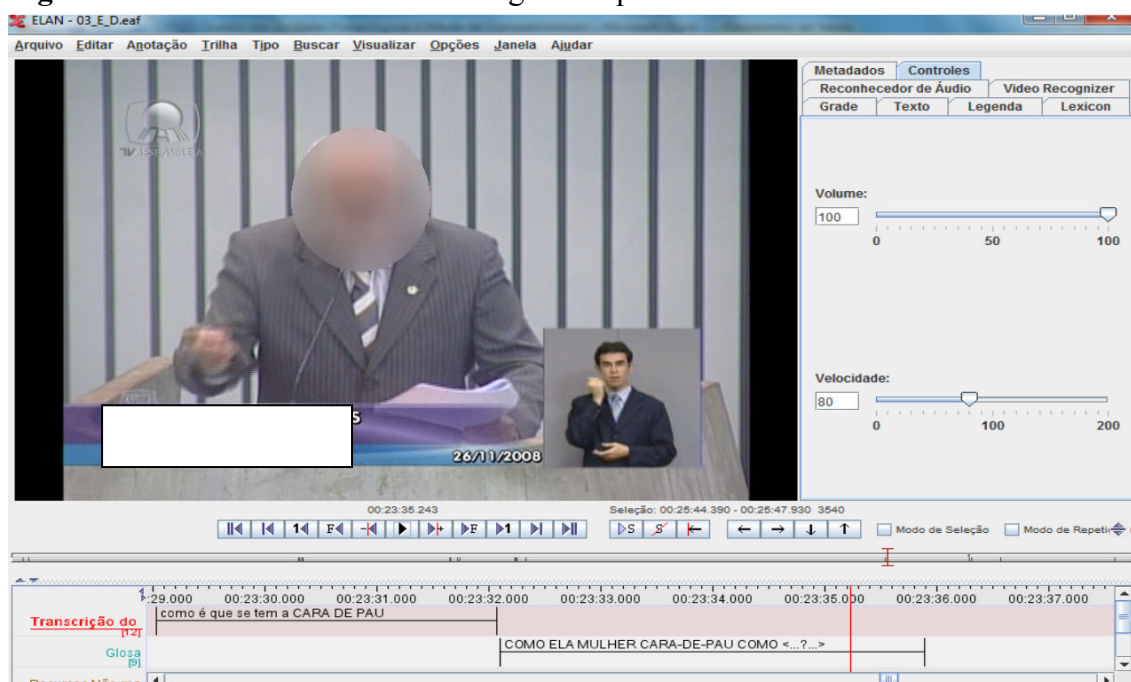 ELAN - 03_E_D.eaf
Arquivo Editar Anotação Trilha Tipo Buscar Visualizar Opções Janela Ajudar
Metadados Controles
Reconhecedor de Áudio Video Recognizer
Grade Texto Legenda Lexicon
TV ASSEMBLEIA
Volume:
100
0 50 100
Velocidade:
80
0 100 200
S
26/11/2008
00:23:35.243 Seleção: 00:25:44.390 - 00:25:47.930 3540
Modo de Seleção Modo de Repeti
:29.000 00:23:30.000 00:23:31.000 00:23:32.000 00:23:33.000 00:23:34.000 00:23:35.000 00:23:36.000 00:23:37.000
como é que se tem a CARA DE PAU
Transcrição do
[12]
COMO ELA MULHER CARA-DE-PAU COMO <...?...>
Glosa
[9]